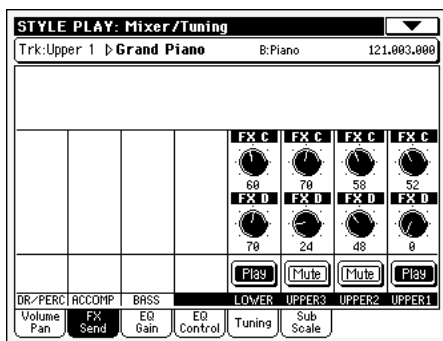 STYLE PLAY: Mixer/Tuning
Trk:Upper 1 ▷Grand Piano B:Piano 121.003.000
FX C FX C FX C FX C
60 70 58 52
FX D FX D FX D FX D
70 24 48 0
Play Mute Mute Play
DR/PERC ACCOMP BASS LOWER UPPER3 UPPER2 UPPER1
Volume Pan FX Send EQ Gain EQ Control Tuning Sub Scale